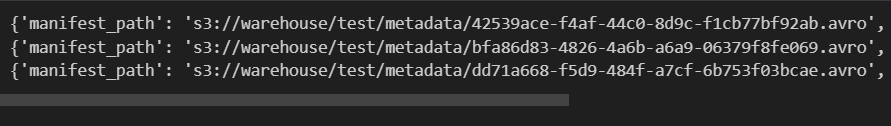 {'manifest_path': 's3://warehouse/test/metadata/42539ace-f4af-44c0-8d9c-f1cb77bf92ab.avro',
{'manifest_path': 's3://warehouse/test/metadata/bfa86d83-4826-4a6b-a6a9-06379f8fe069.avro',
{'manifest_path': 's3://warehouse/test/metadata/dd71a668-f5d9-484f-a7cf-6b753f03bcae.avro',